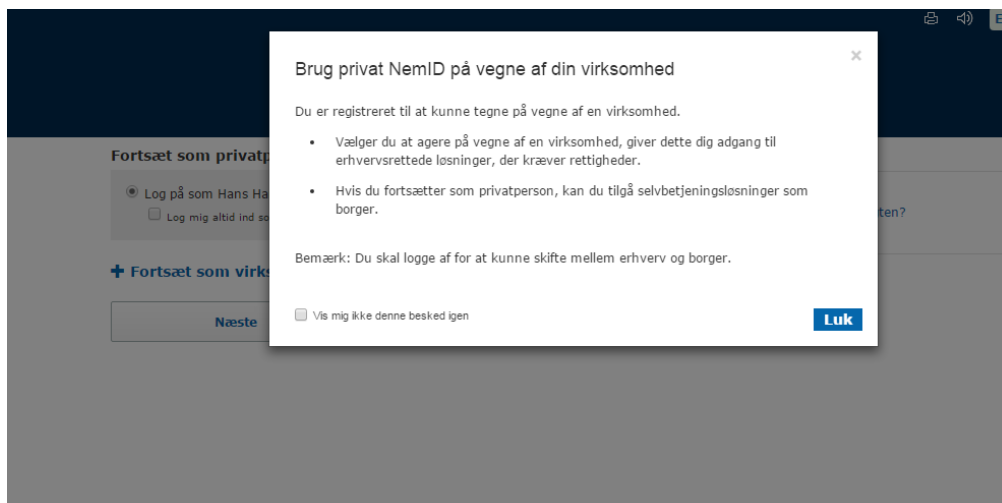 E
Brug privat NemID på vegne af din virksomhed
×
Du er registreret til at kunne tegne på vegne af en virksomhed.
• Vælger du at agere på vegne af en virksomhed, giver dette dig adgang til
erhvervsrettede løsninger, der kræver rettigheder.
• Hvis du fortsætter som privatperson, kan du tilgå selvbetjeningsløsninger som
borger.
Bemærk: Du skal logge af for at kunne skifte mellem erhverv og borger.
Vis mig ikke denne besked igen
Luk
Fortsæt som privatp
Log på som Hans Ha
Log mig altid ind so
ten?
+ Fortsæt som virks
Næste